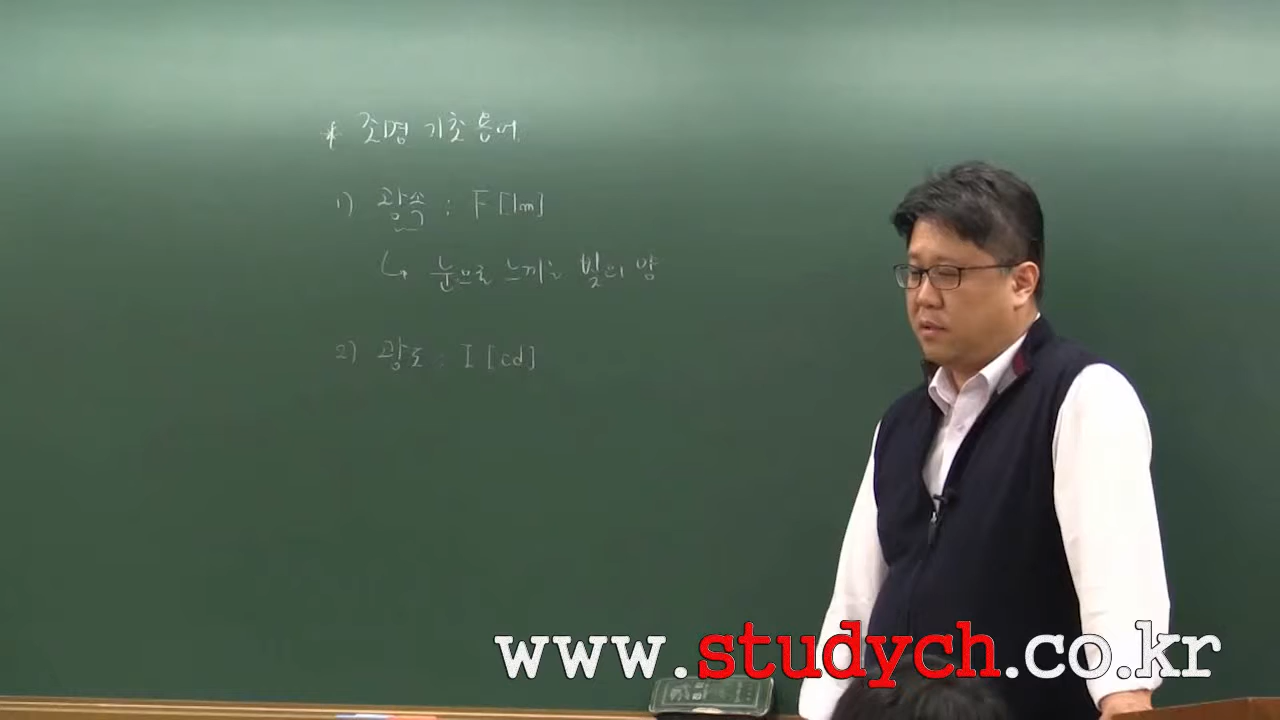 * 조명 기초 용어
1) 광속 : F [lm]
↳ 눈으로 느끼는 빛의 양
2) 광도 : I [cd]
www.studych.co.kr